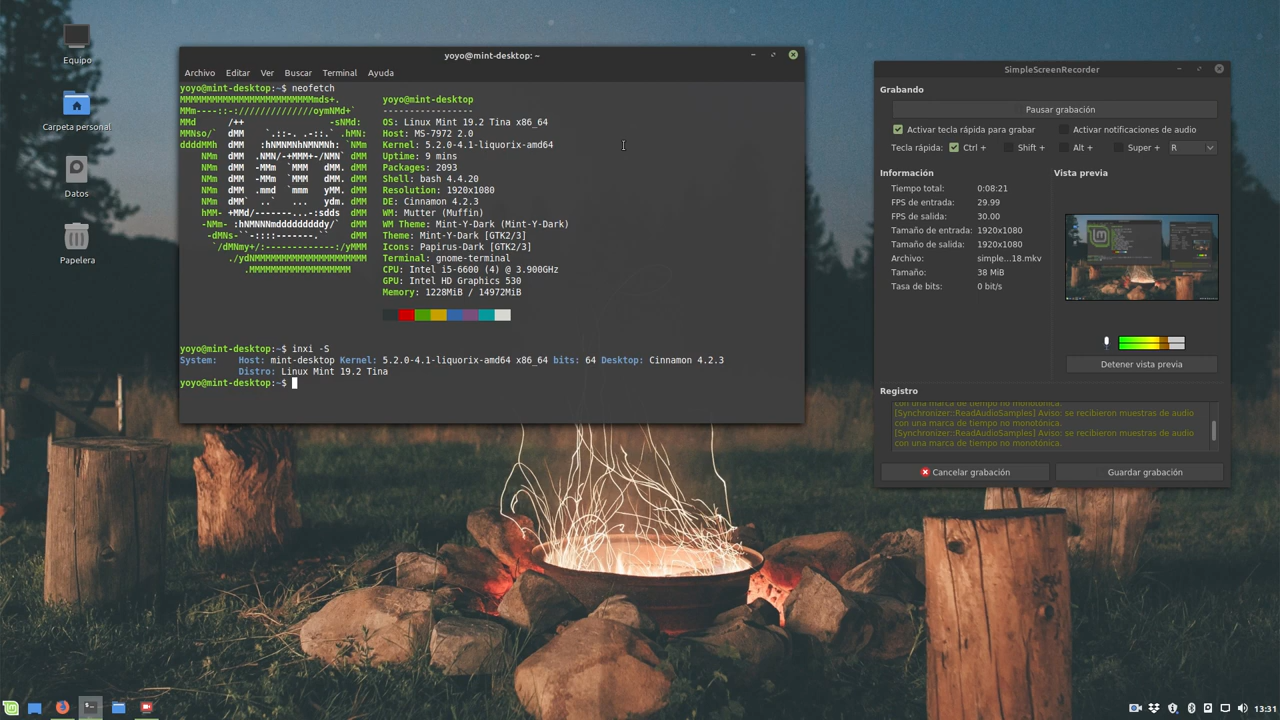 Equipo
Carpeta personal
Datos
Papelera
yoyo@mint-desktop: ~
Archivo Editar Ver Buscar Terminal Ayuda
yoyo@mint-desktop:~$ neofetch
yoyo@mint-desktop
-----------------
OS: Linux Mint 19.2 Tina x86_64
Host: MS-7972 2.0
Kernel: 5.2.0-4.1-liquorix-amd64
Uptime: 9 mins
Packages: 2093
Shell: bash 4.4.20
Resolution: 1920x1080
DE: Cinnamon 4.2.3
WM: Mutter (Muffin)
WM Theme: Mint-Y-Dark (Mint-Y-Dark)
Theme: Mint-Y-Dark [GTK2/3]
Icons: Papirus-Dark [GTK2/3]
Terminal: gnome-terminal
CPU: Intel i5-6600 (4) @ 3.900GHz
GPU: Intel HD Graphics 530
Memory: 1228MiB / 14972MiB
yoyo@mint-desktop:~$ inxi -S
System: Host: mint-desktop Kernel: 5.2.0-4.1-liquorix-amd64 x86_64 bits: 64 Desktop: Cinnamon 4.2.3
Distro: Linux Mint 19.2 Tina
yoyo@mint-desktop:~$
SimpleScreenRecorder
Grabando
Pausar grabación
Activar tecla rápida para grabar Activar notificaciones de audio
Tecla rápida: Ctrl + Shift + Alt + Super + R
Información
Tiempo total: 0:08:21
FPS de entrada: 29.99
FPS de salida: 30.00
Tamaño de entrada: 1920x1080
Tamaño de salida: 1920x1080
Archivo: simple...18.mkv
Tamaño: 38 MiB
Tasa de bits: 0 bit/s
Vista previa
Detener vista previa
Registro
con una marca de tiempo no monotónica.
[Synchronizer::ReadAudioSamples] Aviso: se recibieron muestras de audio
con una marca de tiempo no monotónica.
[Synchronizer::ReadAudioSamples] Aviso: se recibieron muestras de audio
con una marca de tiempo no monotónica.
Cancelar grabación Guardar grabación
13:31